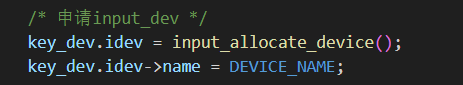 /* 申请input_dev */
key_dev.idev = input_allocate_device();
key_dev.idev->name = DEVICE_NAME;